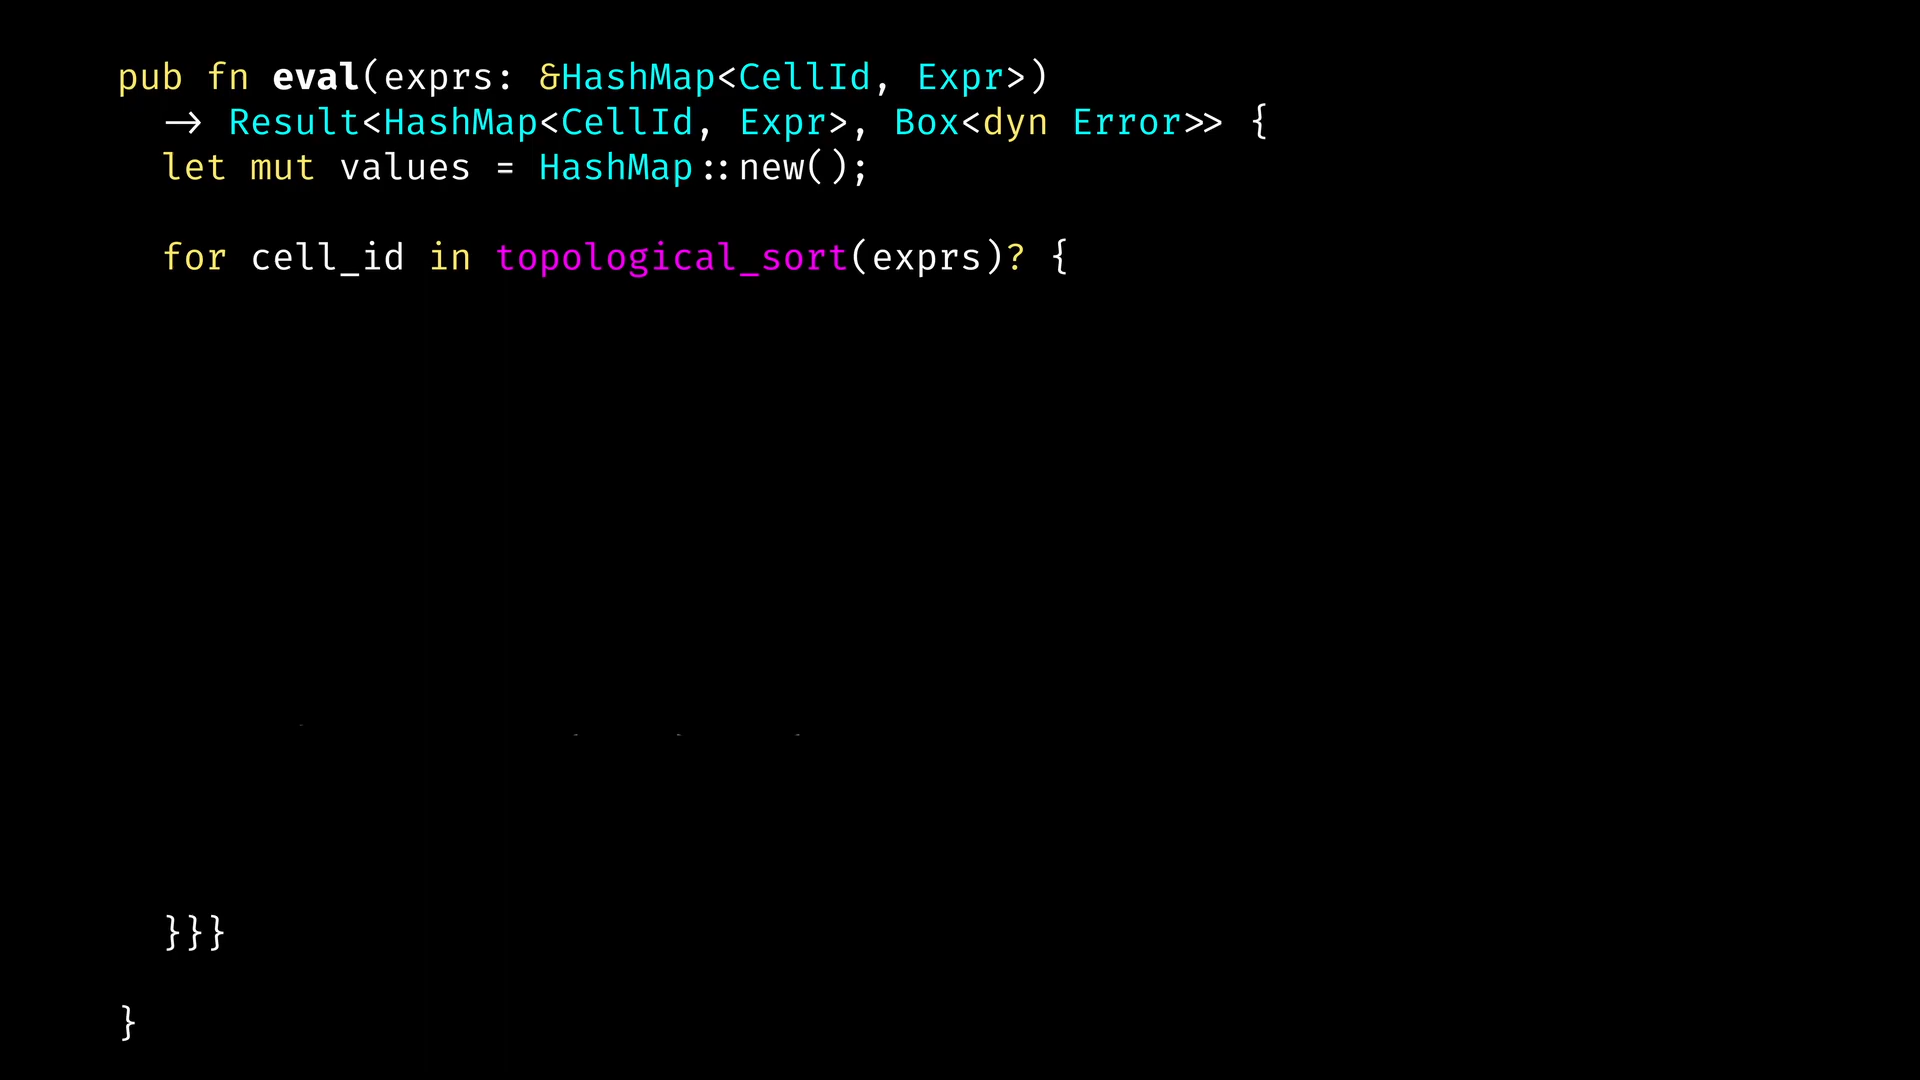 pub fn eval(exprs: &HashMap<CellId, Expr>)
-> Result<HashMap<CellId, Expr>, Box<dyn Error>> {
let mut values = HashMap::new();
for cell_id in topological_sort(exprs)? {
}}}
}